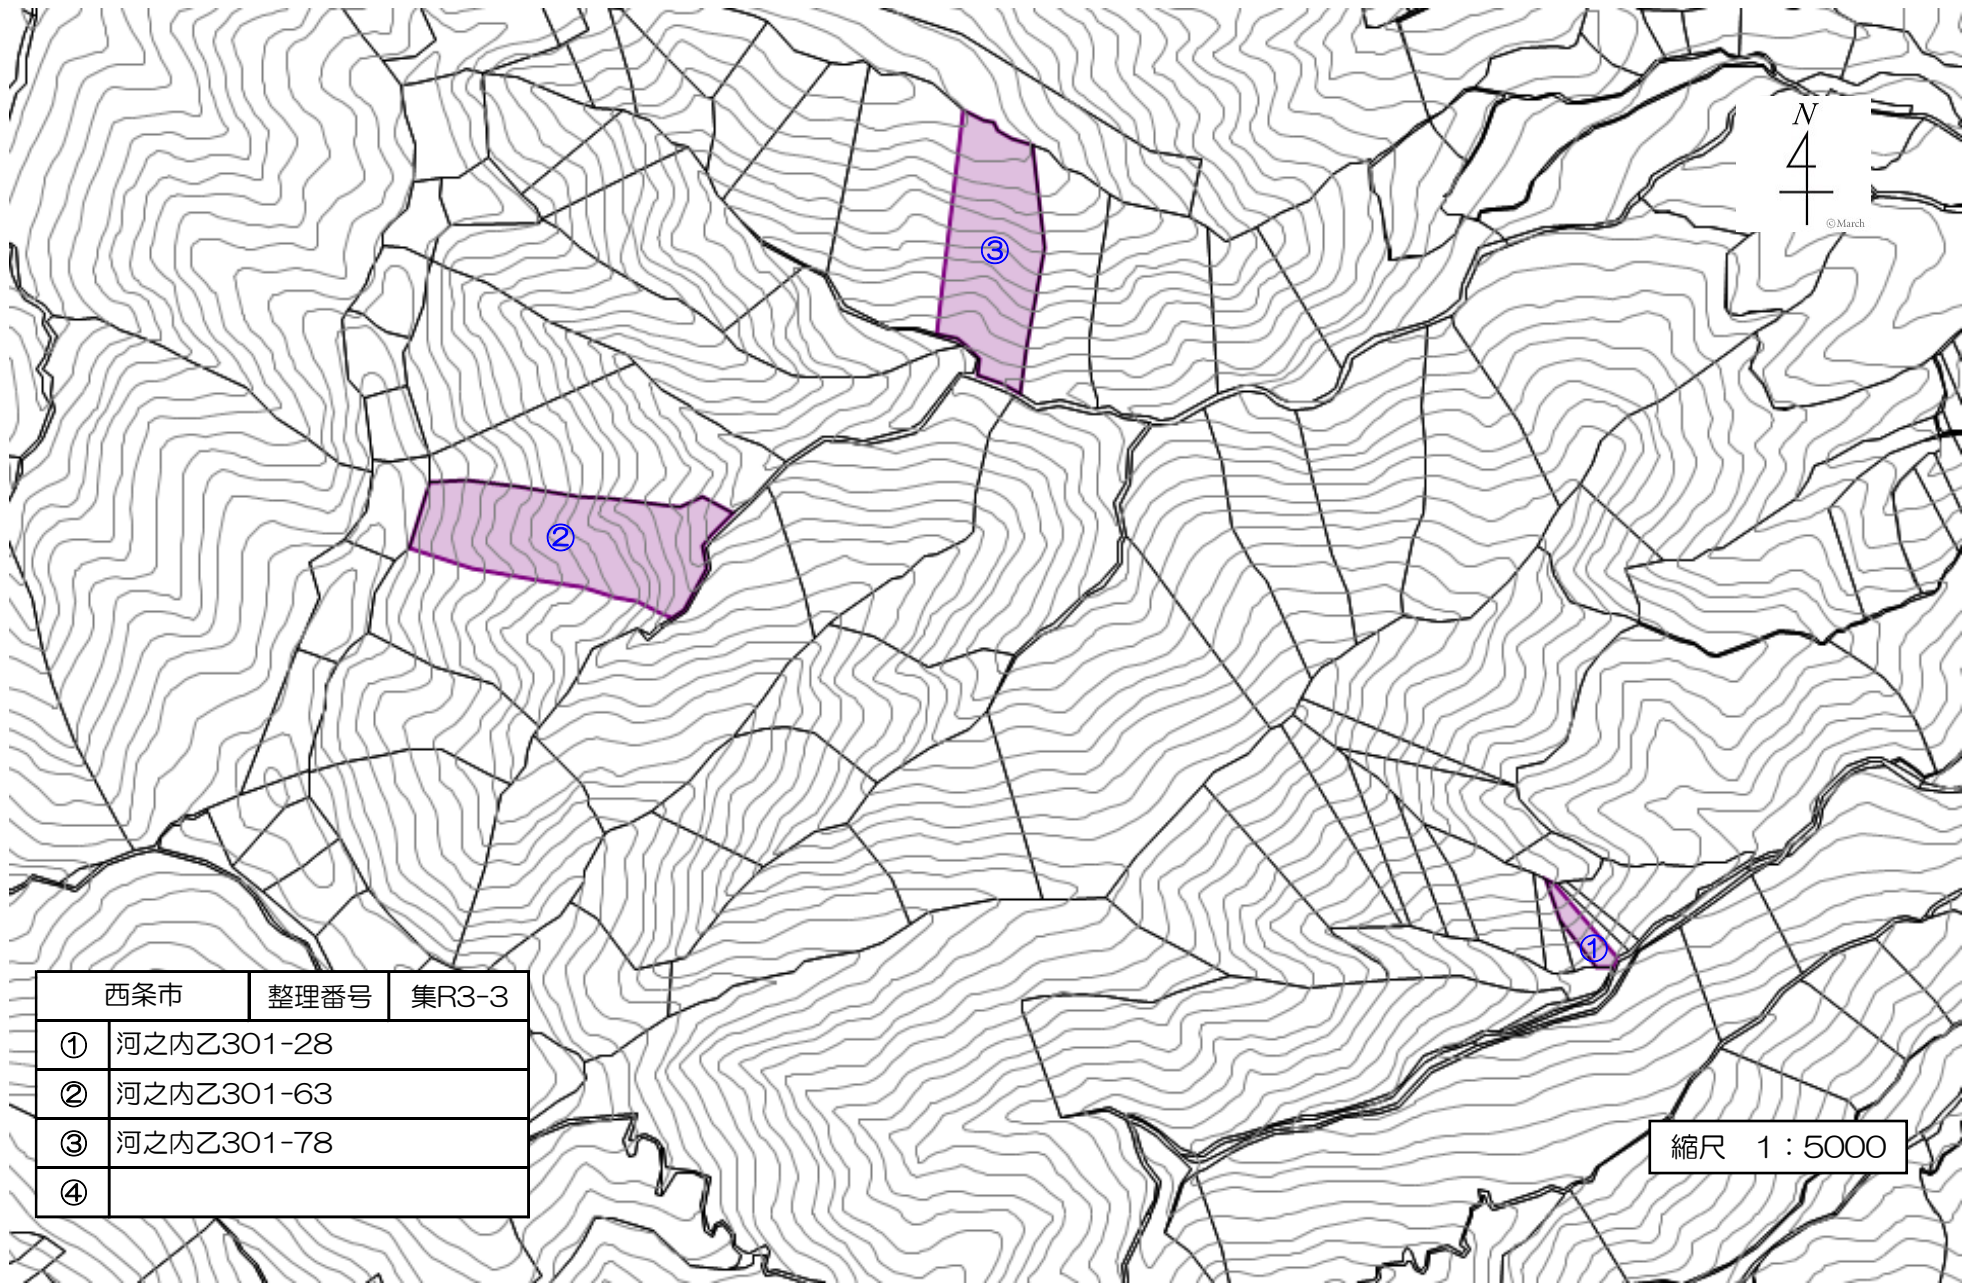 N
©March
③
②
①
西条市 整理番号 集R3-3
① 河之内乙301-28
② 河之内乙301-63
③ 河之内乙301-78
④
縮尺 1:5000